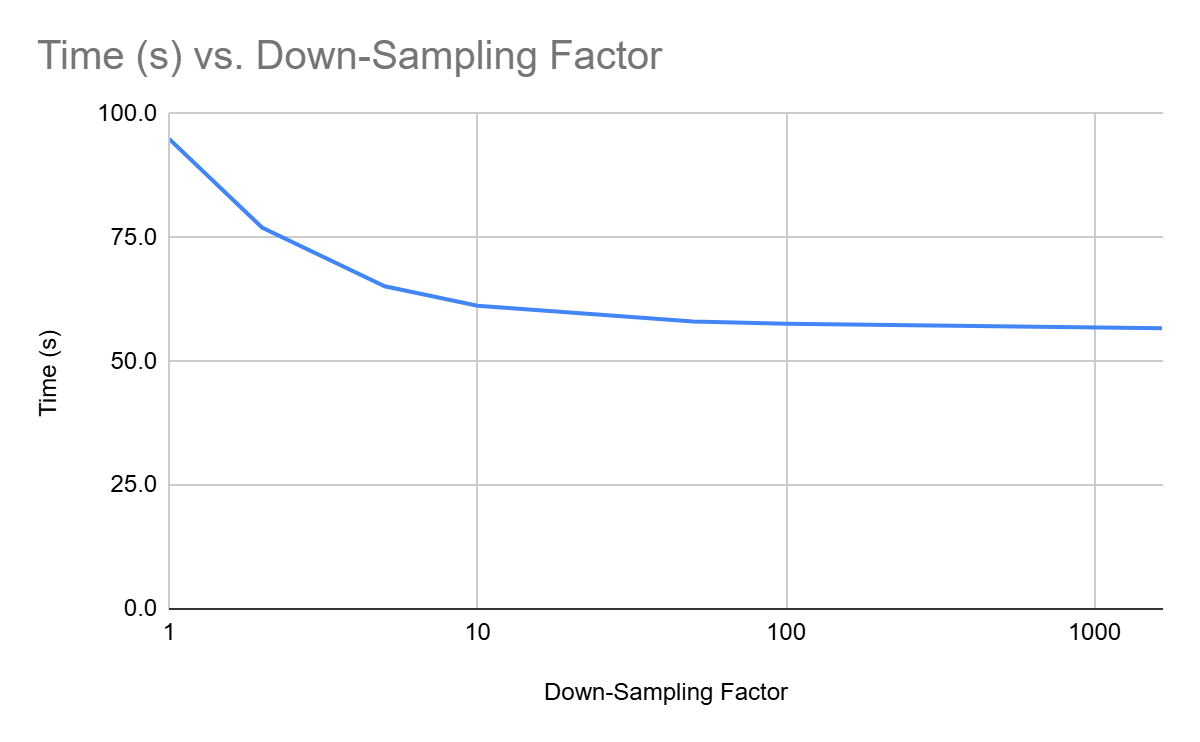 Time (s) vs. Down-Sampling Factor
100.0
75.0
50.0
25.0
0.0
Time (s)
1 10 100 1000
Down-Sampling Factor